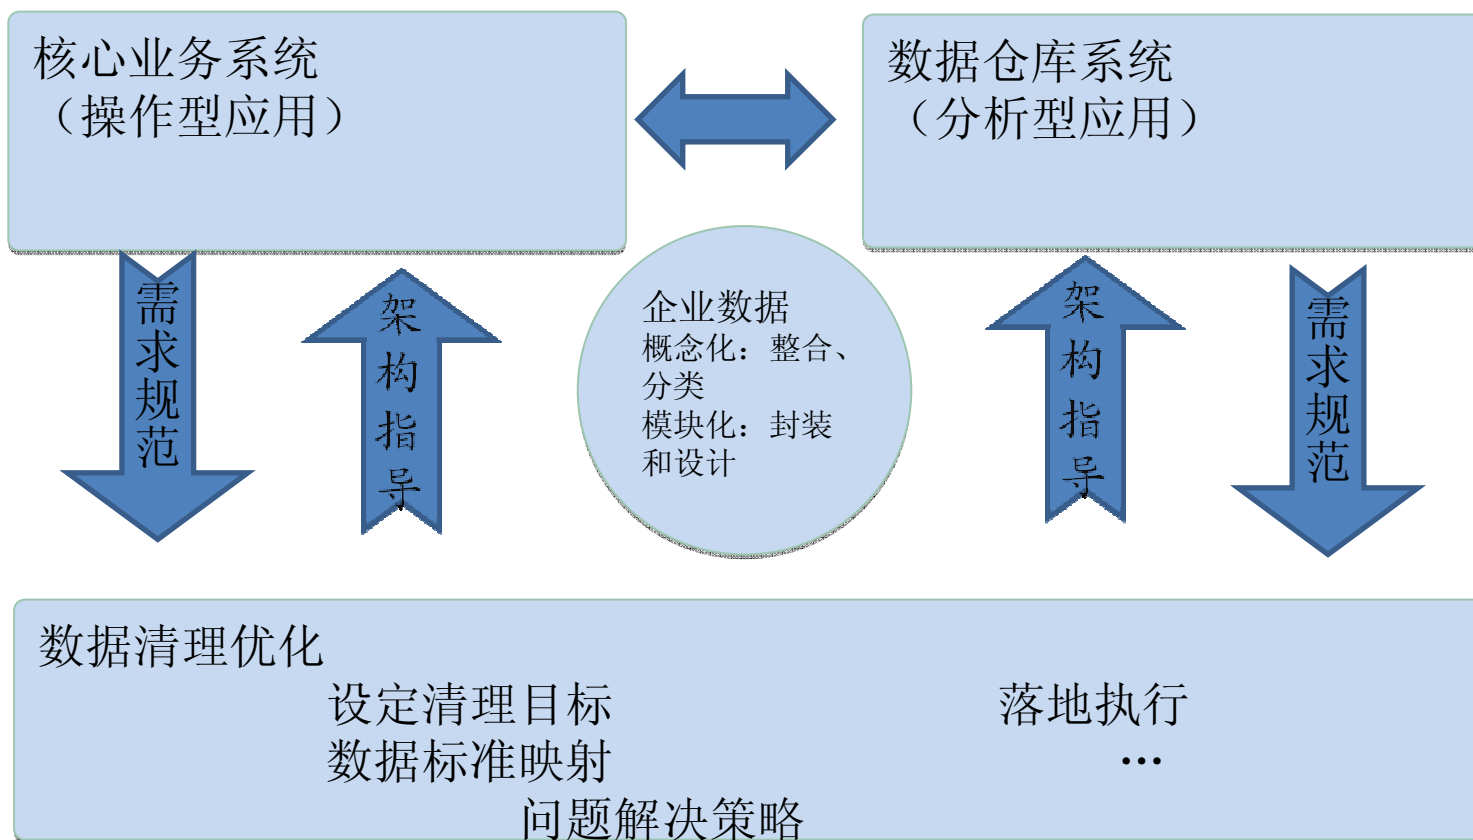 核心业务系统
（操作型应用）
数据仓库系统
（分析型应用）
需求规范
架构指导
企业数据
概念化：整合、
分类
模块化：封装
和设计
架构指导
需求规范
数据清理优化
设定清理目标
落地执行
数据标准映射
…
问题解决策略